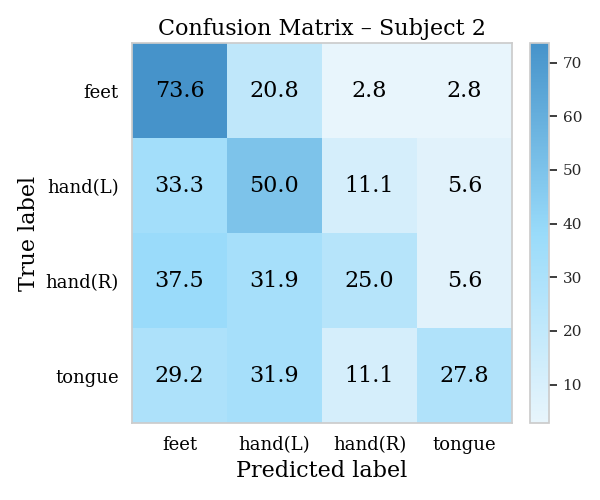 Confusion Matrix – Subject 2
True label
feet 73.6 20.8 2.8 2.8
hand(L) 33.3 50.0 11.1 5.6
hand(R) 37.5 31.9 25.0 5.6
tongue 29.2 31.9 11.1 27.8
feet hand(L) hand(R) tongue
Predicted label
70
60
50
40
30
20
10